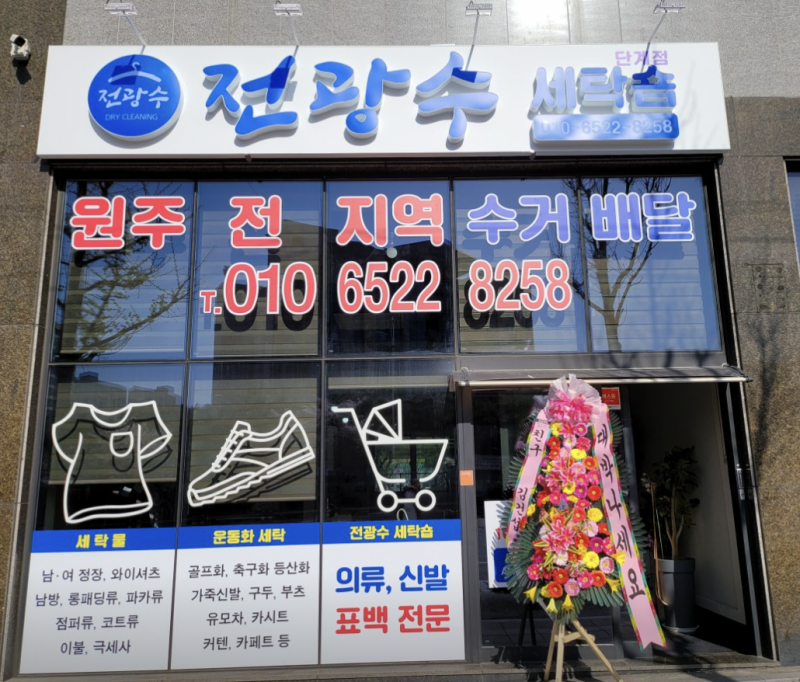 전광수
DRY CLEANING
전광수
단계점
세탁숍
010-6522-8258
원주 전 지역 수거 배달
T.010 6522 8258
세탁물
남·여 정장, 와이셔츠
남방, 롱패딩류, 파카류
점퍼류, 코트류
이불, 극세사
운동화 세탁
골프화, 축구화 등산화
가죽신발, 구두, 부츠
유모차, 카시트
커텐, 카페트 등
전광수 세탁숍
의류, 신발
표백 전문
친구
대박나세요